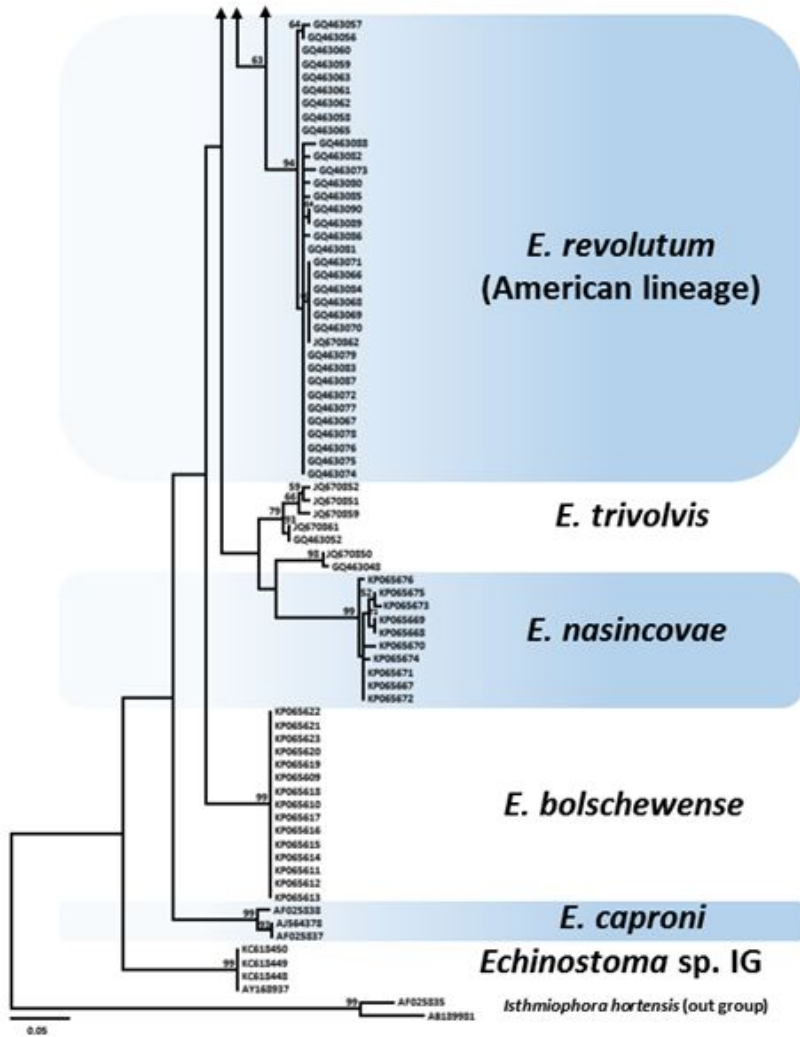 64
GQ463057
GQ463056
GQ463060
63
GQ463059
GQ463063
GQ463061
GQ463062
GQ463058
GQ463065
GQ463088
GQ463082
94
GQ463073
GQ463080
GQ463085
GQ463090
GQ463089
GQ463086
GQ463081
GQ463071
GQ463066
GQ463084
GQ463068
GQ463069
GQ463070
JQ670862
GQ463079
GQ463083
GQ463087
GQ463072
GQ463077
GQ463067
GQ463078
GQ463076
GQ463075
GQ463074
E. revolutum
(American lineage)
59
JQ670852
66
JQ670851
79
JQ670859
JQ670861
GQ463052
E. trivolvis
98
JQ670850
GQ463048
KP065676
52
KP065675
KP065673
99
KP065669
KP065668
KP065670
KP065674
KP065671
KP065667
KP065672
E. nasincovae
KP065622
KP065621
KP065623
KP065620
KP065619
KP065609
99
KP065618
KP065610
KP065617
KP065616
KP065615
KP065614
KP065611
KP065612
KP065613
E. bolschewense
99
AF025838
AJ564378
AF025837
E. caproni
KC618450
99
KC618449
KC618448
AY168937
Echinostoma sp. IG
99
AF025835
AB189981
Isthmiophora hortensis (out group)
0.05